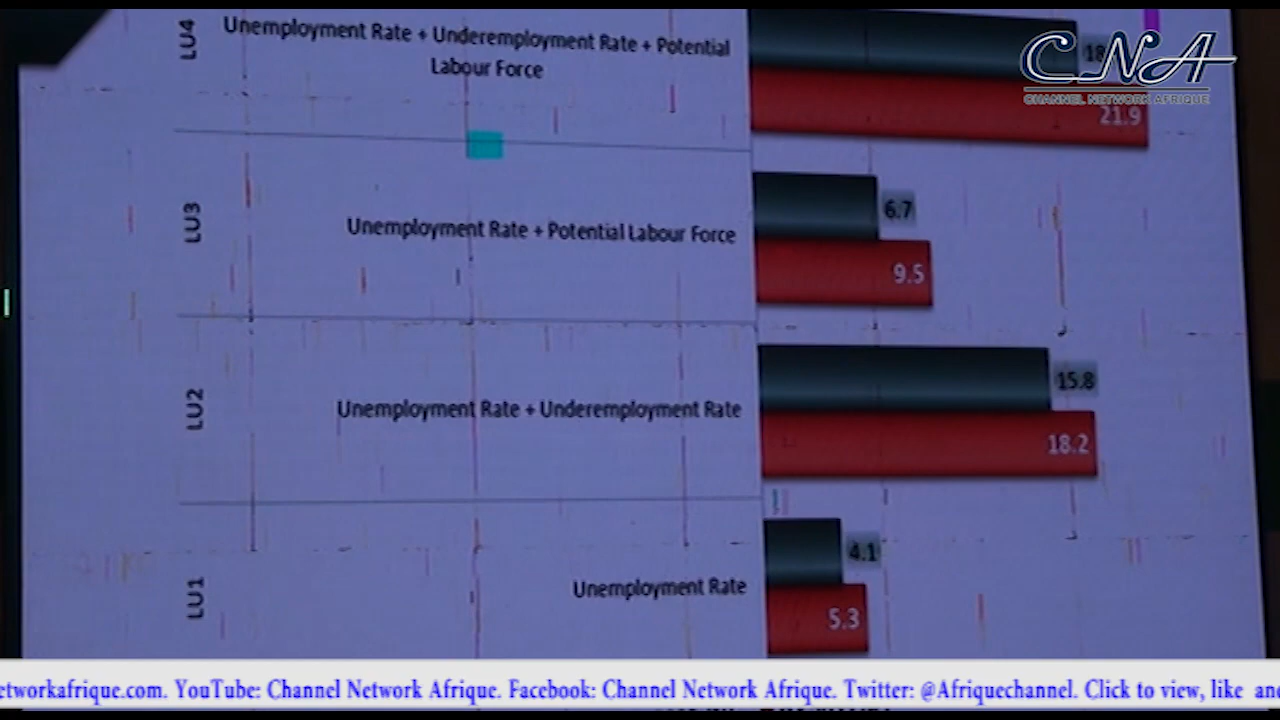 LU4
Unemployment Rate + Underemployment Rate + Potential
Labour Force
18
21.9
CNA
CHANNEL NETWORK AFRIQUE
LU3
Unemployment Rate + Potential Labour Force
6.7
9.5
LU2
Unemployment Rate + Underemployment Rate
15.8
18.2
LU1
Unemployment Rate
4.1
5.3
etworkafrique.com. YouTube: Channel Network Afrique. Facebook: Channel Network Afrique. Twitter: @Afriquechannel. Click to view, like and